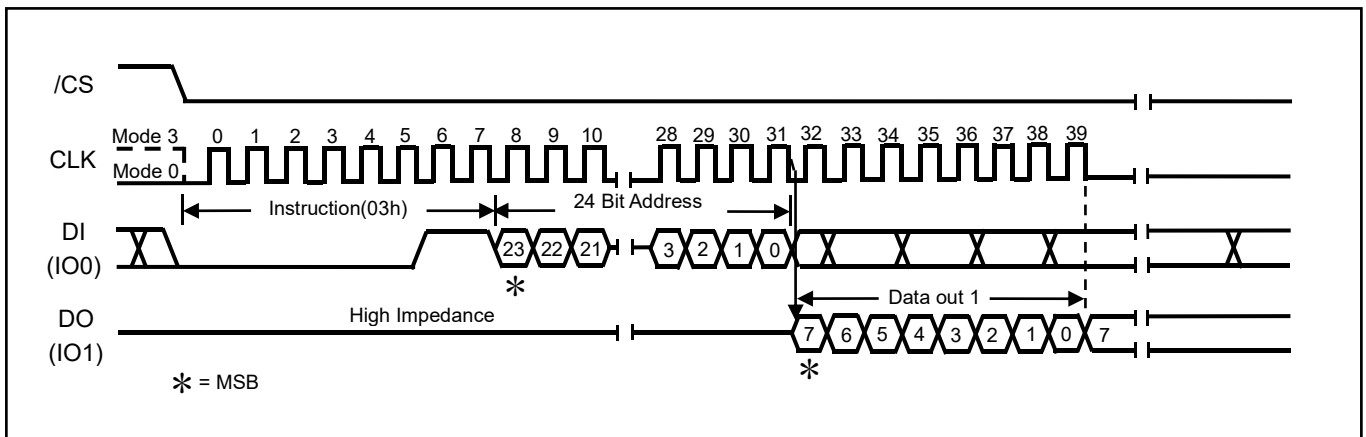 /CS
Mode 3 0 1 2 3 4 5 6 7 8 9 10 28 29 30 31 32 33 34 35 36 37 38 39
CLK
Mode 0
Instruction(03h) 24 Bit Address
DI
(IO0)
23 22 21 3 2 1 0
*
Data out 1
High Impedance
DO
(IO1)
7 6 5 4 3 2 1 0 7
*
* = MSB